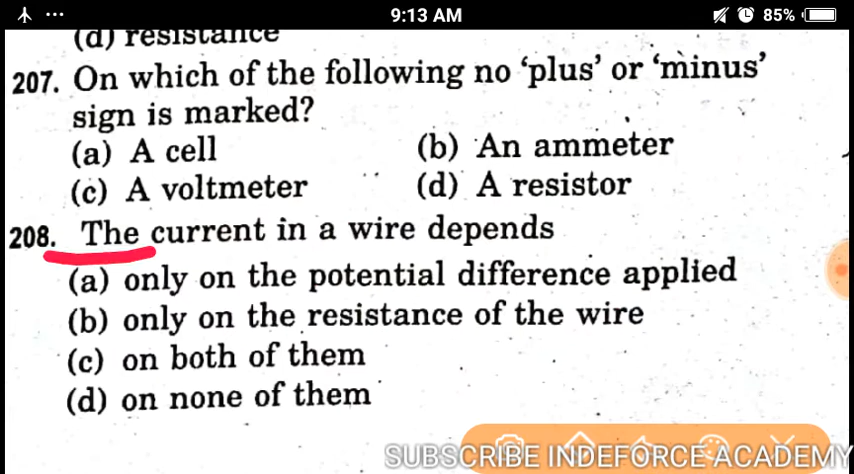 ...
9:13 AM
85%
(d) resistance
207. On which of the following no ‘plus’ or ‘minus’
sign is marked?
(a) A cell (b) An ammeter
(c) A voltmeter (d) A resistor
208. The current in a wire depends
(a) only on the potential difference applied
(b) only on the resistance of the wire
(c) on both of them
(d) on none of them
SUBSCRIBE INDEFORCE ACADEMY